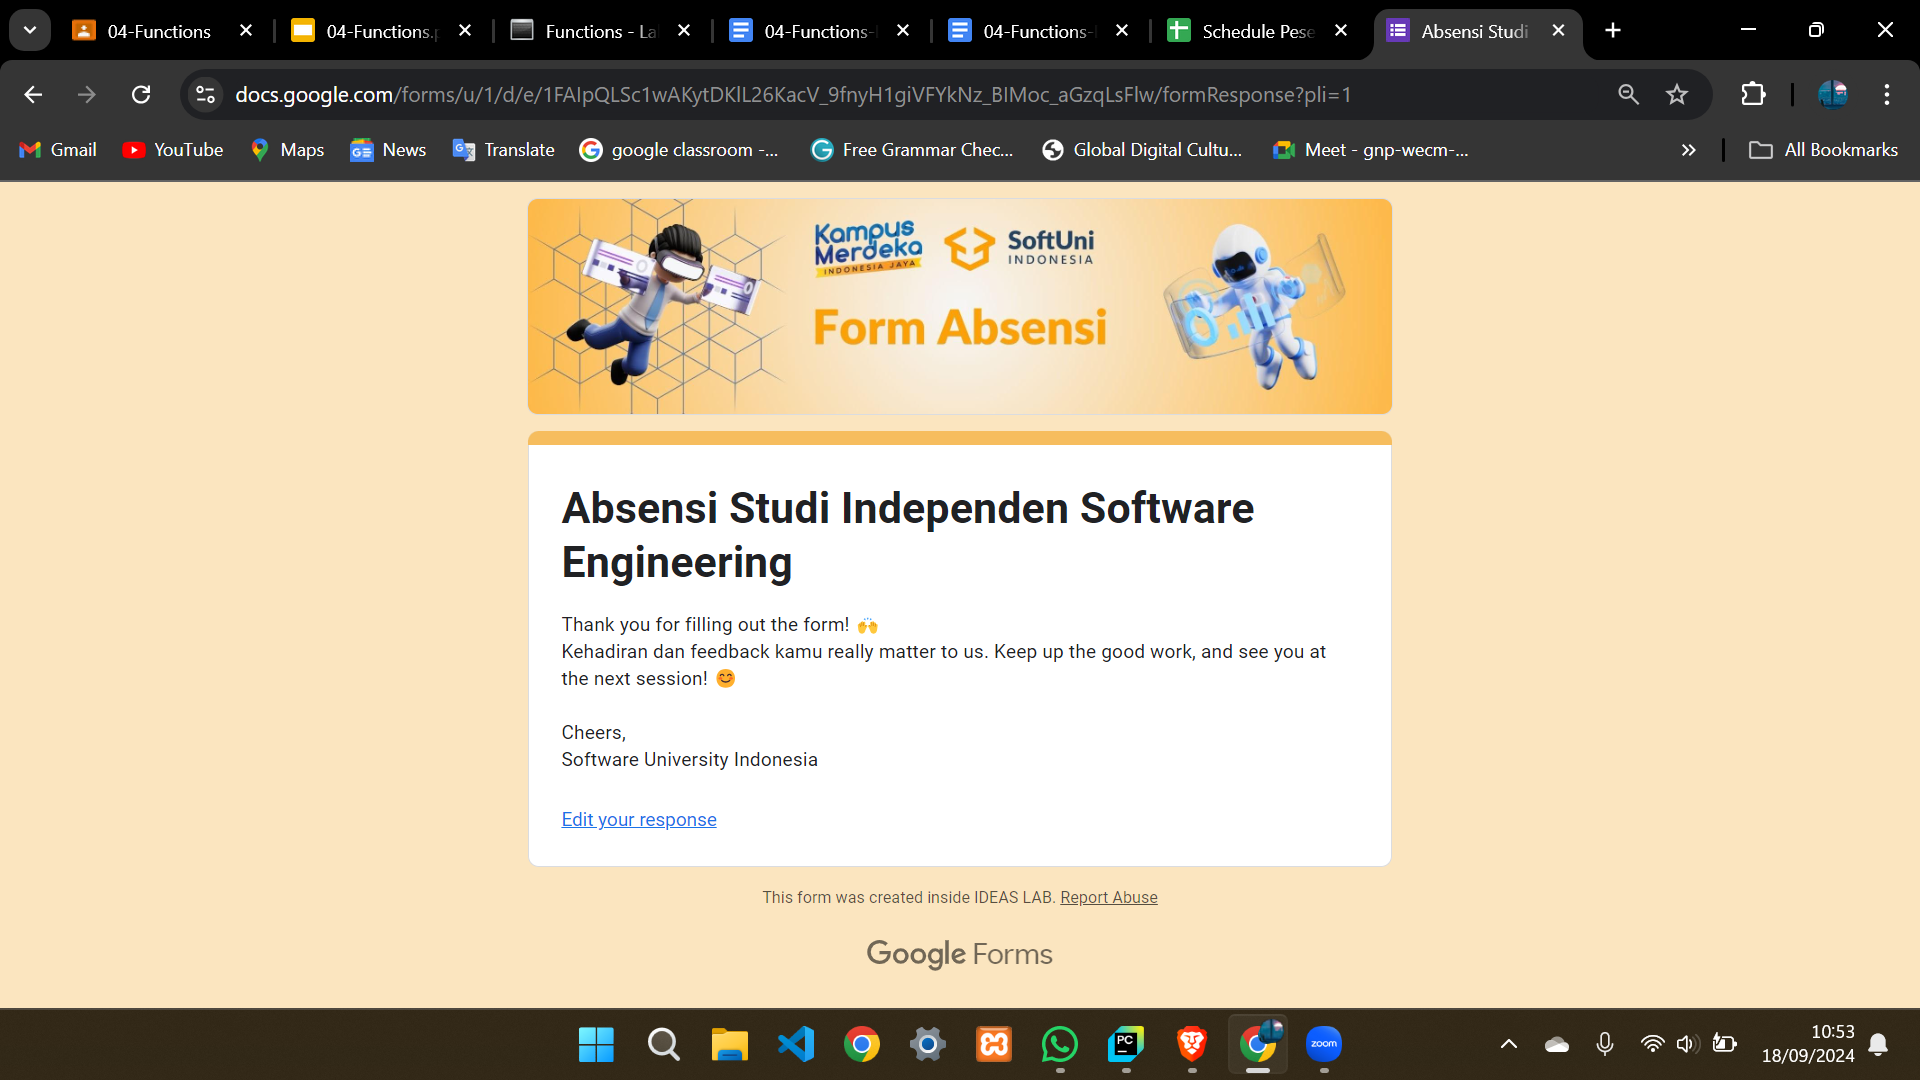 04-Functions
04-Functions.p
Functions - La
04-Functions-
04-Functions-
Schedule Pese
Absensi Studi
docs.google.com/forms/u/1/d/e/1FAIpQLSc1wAKytDKlL26KacV_9fnyH1giVFYkNz_BIMoc_aGzqLsFlw/formResponse?pli=1
Gmail
YouTube
Maps
News
Translate
google classroom -...
Free Grammar Chec...
Global Digital Cultu...
Meet - gnp-wecm-...
All Bookmarks
Kampus
Merdeka
INDONESIA JAYA
SoftUni
INDONESIA
Form Absensi
Absensi Studi Independen Software
Engineering
Thank you for filling out the form! 🙌
Kehadiran dan feedback kamu really matter to us. Keep up the good work, and see you at
the next session! 😊
Cheers,
Software University Indonesia
Edit your response
This form was created inside IDEAS LAB. Report Abuse
Google Forms
PC
zoom
10:53
18/09/2024